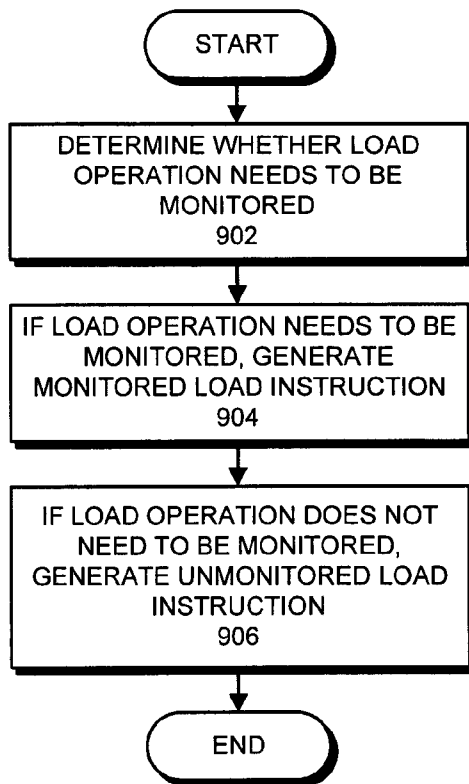 START
DETERMINE WHETHER LOAD
OPERATION NEEDS TO BE
MONITORED
902
IF LOAD OPERATION NEEDS TO BE
MONITORED, GENERATE
MONITORED LOAD INSTRUCTION
904
IF LOAD OPERATION DOES NOT
NEED TO BE MONITORED,
GENERATE UNMONITORED LOAD
INSTRUCTION
906
END